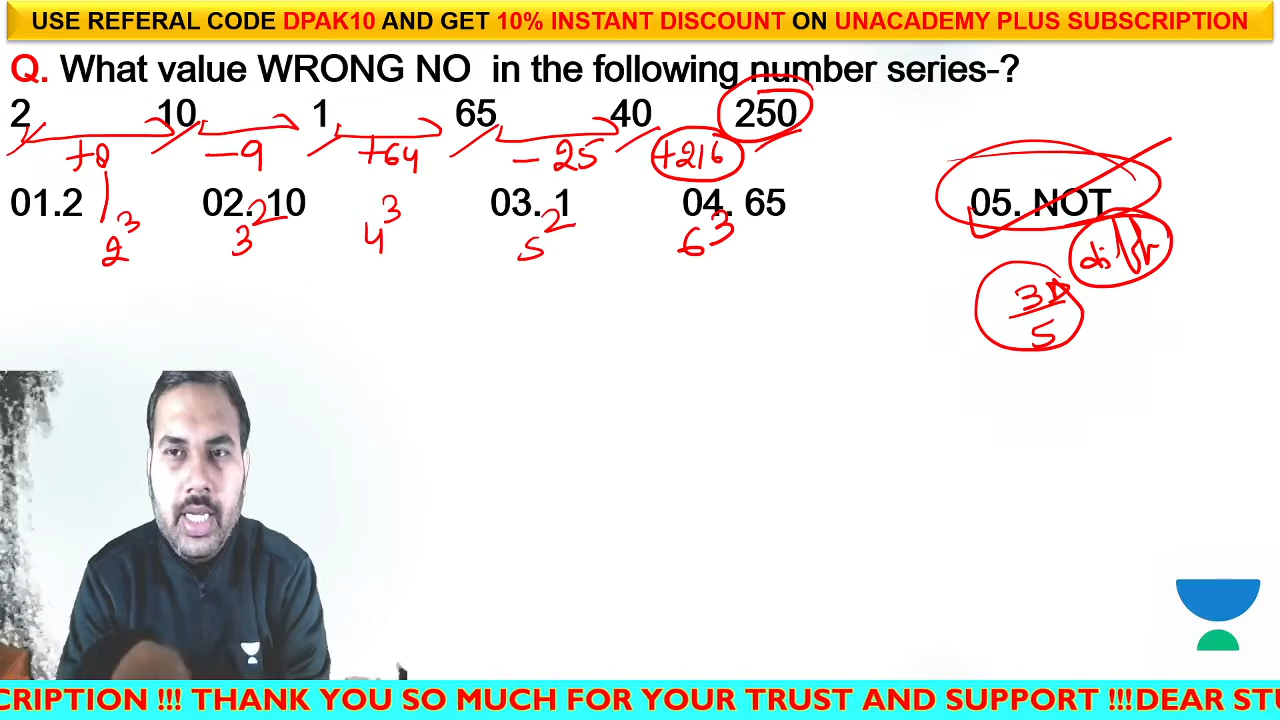 USE REFERAL CODE DPAK10 AND GET 10% INSTANT DISCOUNT ON UNACADEMY PLUS SUBSCRIPTION
Q. What value WRONG NO in the following number series-?
2 10 1 65 40 250
+8 -9 +64 -25 +216
01.2 02. 10 03. 1 04. 65 05. NOT
2³ 3² 4³ 5² 6³
diff
5
CRIPTION !!! THANK YOU SO MUCH FOR YOUR TRUST AND SUPPORT !!!DEAR STU